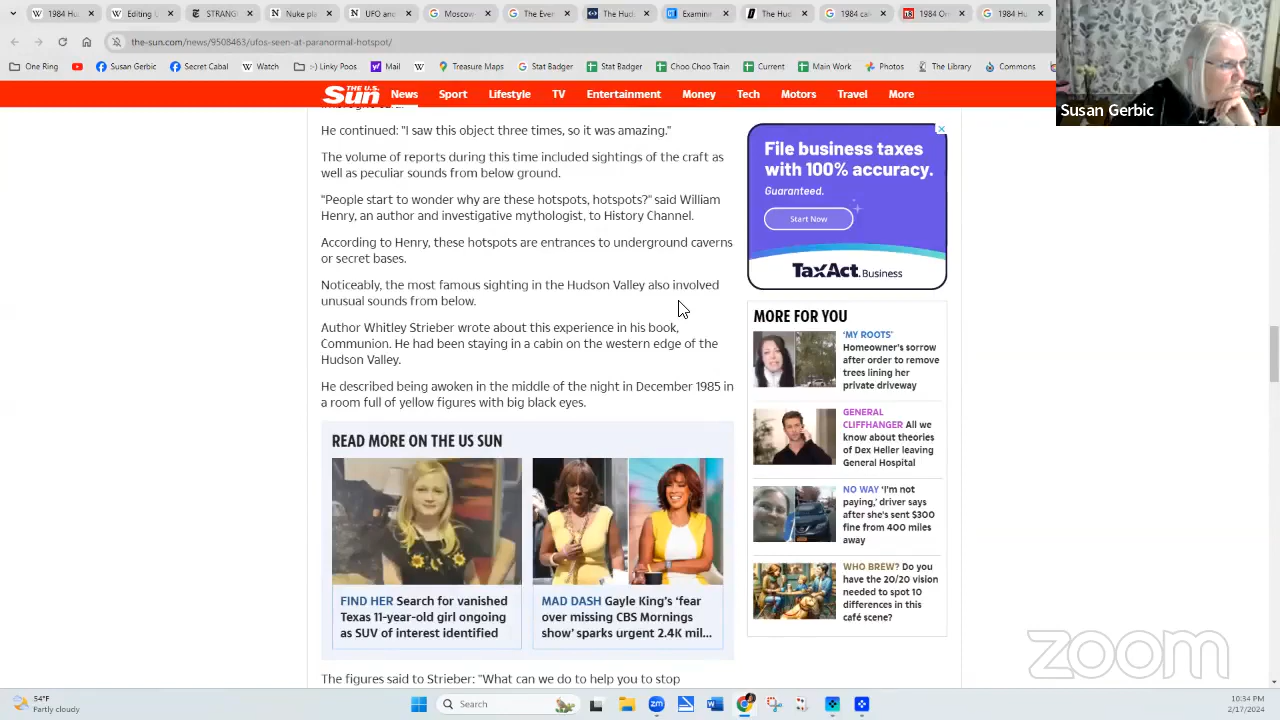 STRANG
Nuke p
Editing U
Moscow
The Eve
Hudson
Examine
The Huc
1984 cal
1984 Or
1984 Hu
the-sun.com/news/9508463/ufos-seen-at-paranormal-hotspot/
One Ring
Susan Gerbic
Secret Cabal
Watch
:-) Linky Pook
Mail
Treasure Maps
Stat Badger
Stat Badger
Choo Choo Train
Customers
Main Work
Photos
The Library
Commons
Susan Gerbic
THE U.S. Sun
News
Sport
Lifestyle
TV
Entertainment
Money
Tech
Motors
Travel
More
He continued: "I saw this object three times, so it was amazing."
The volume of reports during this time included sightings of the craft as
well as peculiar sounds from below ground.
"People start to wonder why are these hotspots, hotspots?" said William
Henry, an author and investigative mythologist, to History Channel.
According to Henry, these hotspots are entrances to underground caverns
or secret bases.
Noticeably, the most famous sighting in the Hudson Valley also involved
unusual sounds from below.
Author Whitley Strieber wrote about this experience in his book,
Communion. He had been staying in a cabin on the western edge of the
Hudson Valley.
He described being awoken in the middle of the night in December 1985 in
a room full of yellow figures with big black eyes.
READ MORE ON THE US SUN
FIND HER Search for vanished
Texas 11-year-old girl ongoing
as SUV of interest identified
MAD DASH Gayle King's 'fear
over missing CBS Mornings
show' sparks urgent 2.4K mil...
The figures said to Strieber: "What can we do to help you to stop
File business taxes
with 100% accuracy.
Guaranteed.
Start Now
TaxAct.Business
MORE FOR YOU
'MY ROOTS'
Homeowner's sorrow
after order to remove
trees lining her
private driveway
GENERAL
CLIFFHANGER All we
know about theories
of Dex Heller leaving
General Hospital
NO WAY 'I'm not
paying,' driver says
after she's sent $300
fine from 400 miles
away
WHO BREW? Do you
have the 20/20 vision
needed to spot 10
differences in this
café scene?
zoom
54°F
Partly cloudy
Search
10:34 PM
2/17/2024